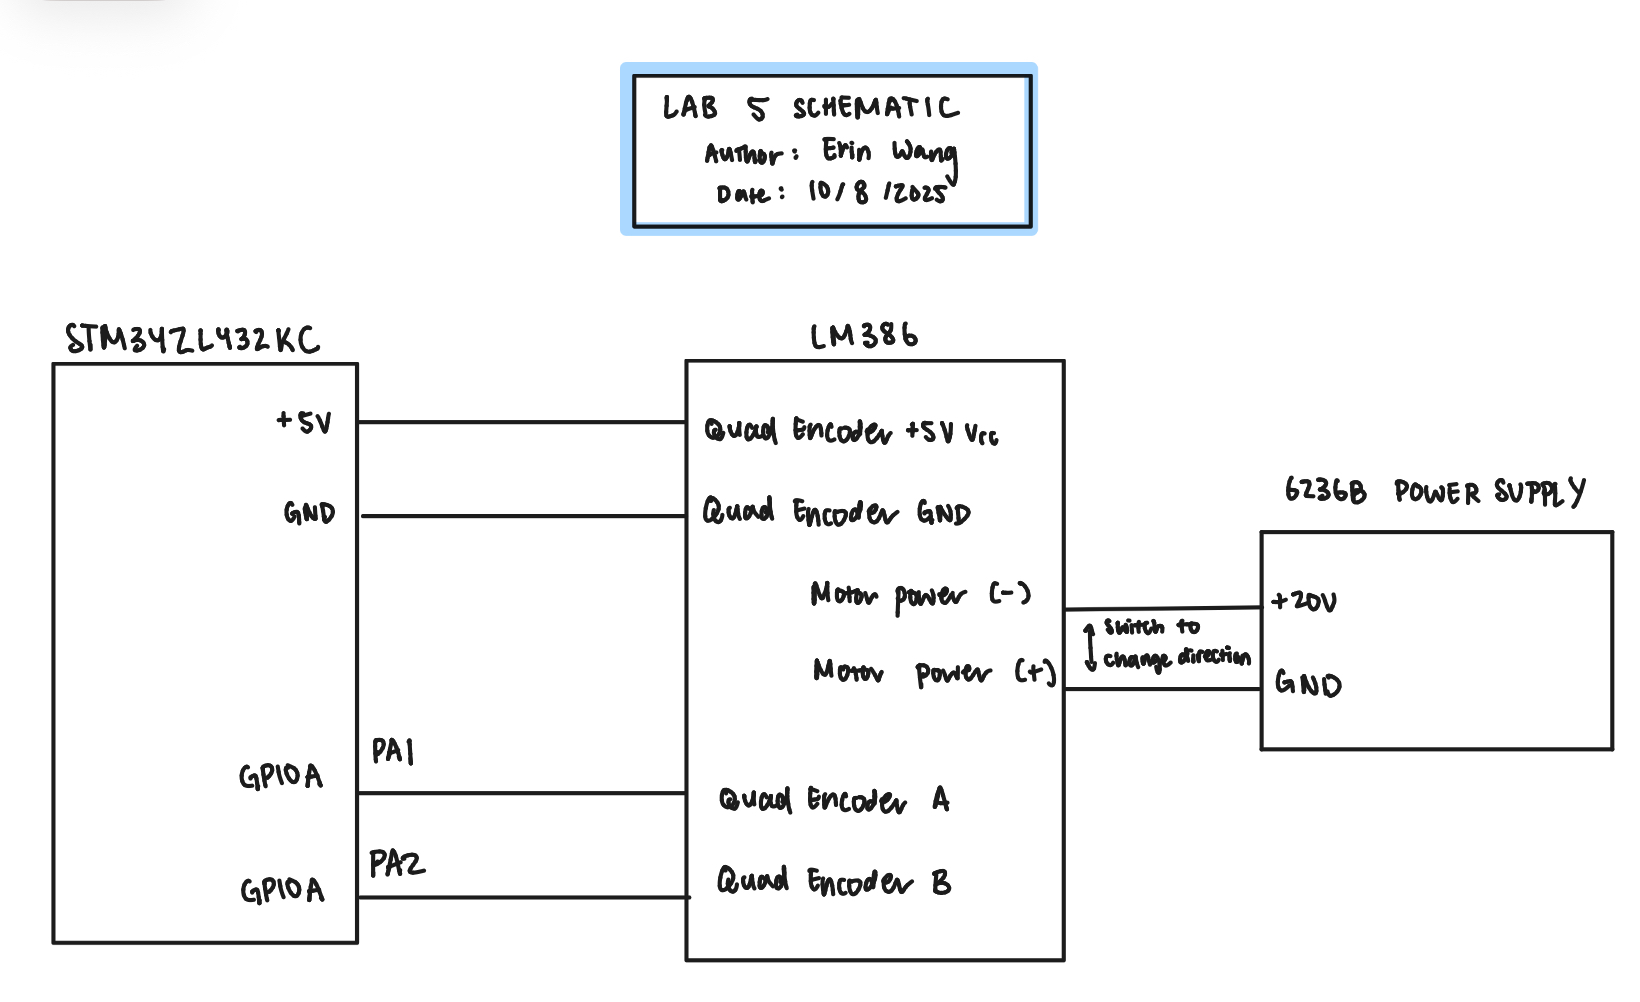 LAB 5 SCHEMATIC
Author: Erin Wang
Date: 10/8/2025
STM34ZL432KC
+5V
GND
GPIOA
PA1
GPIOA
PA2
LM386
Quad Encoder +5V Vcc
Quad Encoder GND
Motor power (-)
Motor power (+)
Quad Encoder A
Quad Encoder B
Switch to
change direction
6236B POWER SUPPLY
+20V
GND